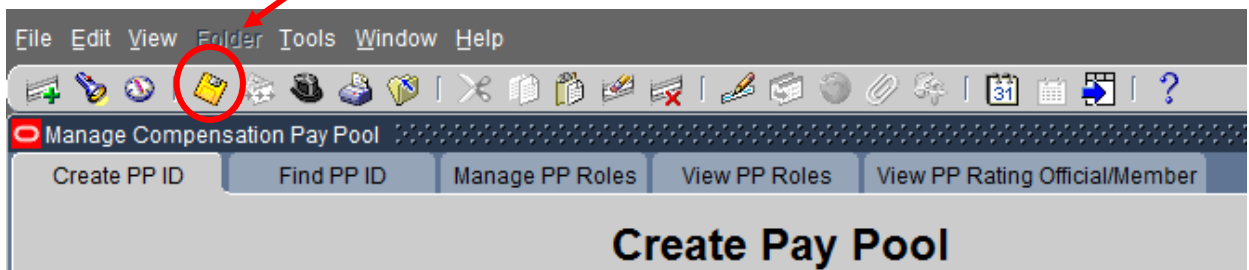 File Edit View Folder Tools Window Help
31 ?
Manage Compensation Pay Pool
Create PP ID Find PP ID Manage PP Roles View PP Roles View PP Rating Official/Member
Create Pay Pool